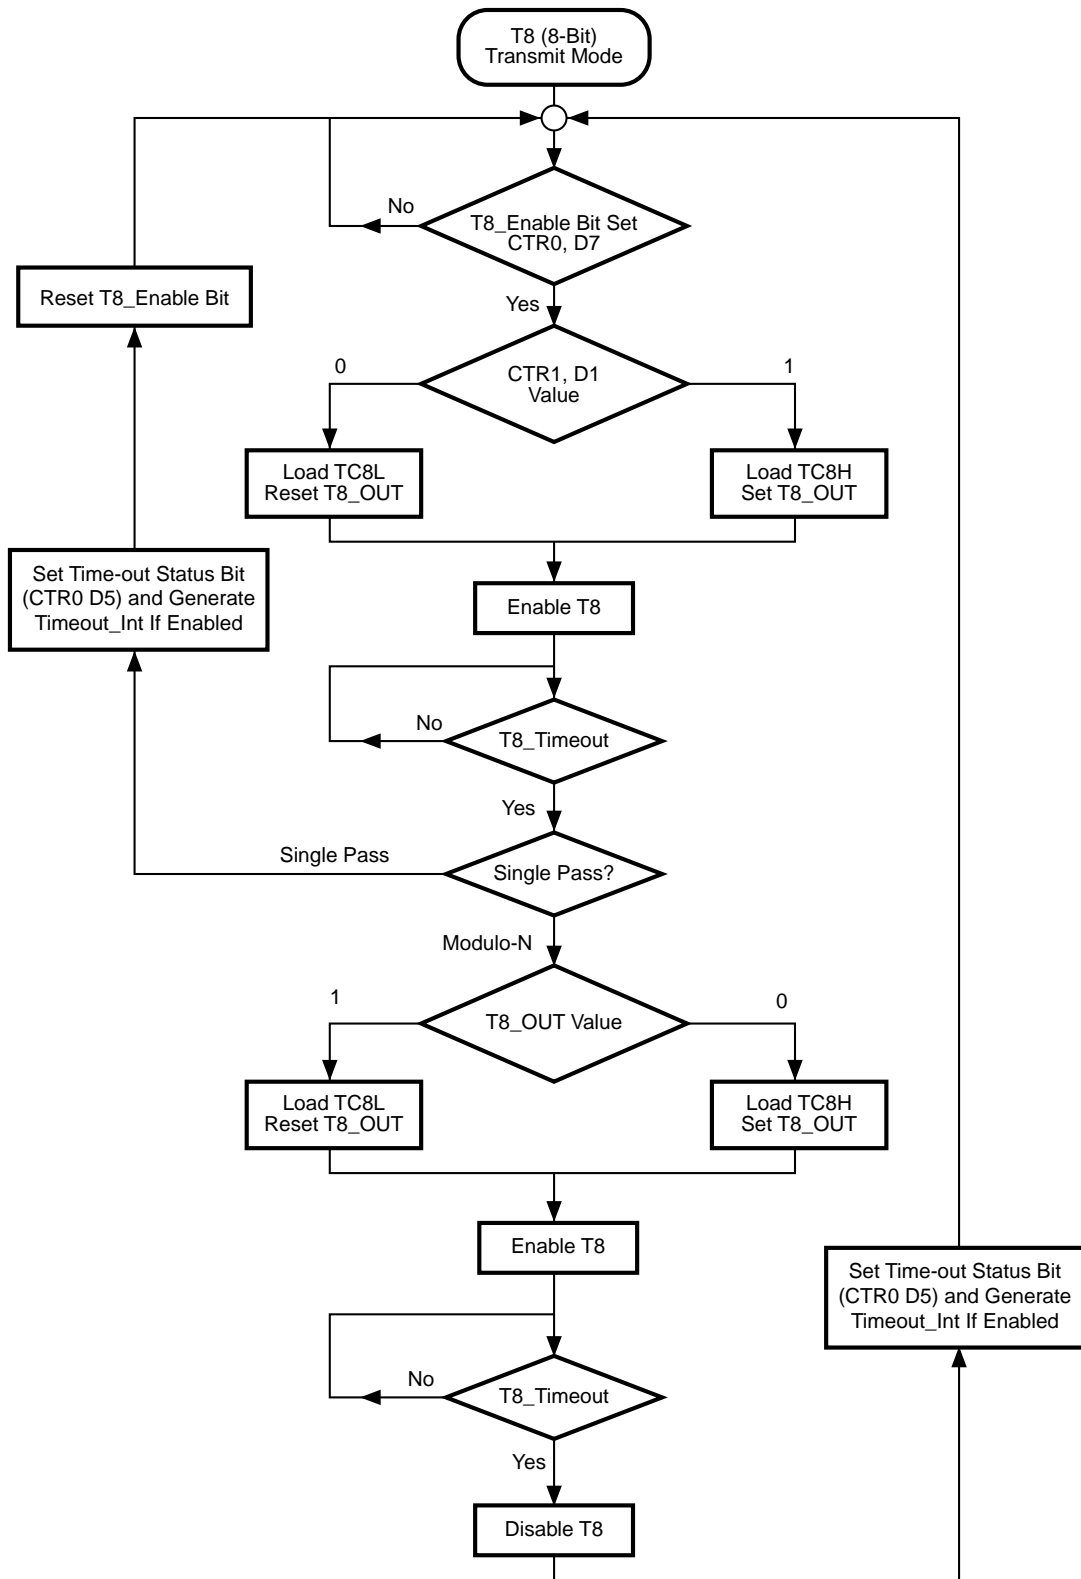 T8 (8-Bit)
Transmit Mode
No
T8_Enable Bit Set
CTR0, D7
Reset T8_Enable Bit
Yes
0
CTR1, D1
Value
1
Load TC8L
Reset T8_OUT
Load TC8H
Set T8_OUT
Set Time-out Status Bit
(CTR0 D5) and Generate
Timeout_Int If Enabled
Enable T8
No
T8_Timeout
Yes
Single Pass
Single Pass?
Modulo-N
1
T8_OUT Value
0
Load TC8L
Reset T8_OUT
Load TC8H
Set T8_OUT
Enable T8
Set Time-out Status Bit
(CTR0 D5) and Generate
Timeout_Int If Enabled
No
T8_Timeout
Yes
Disable T8